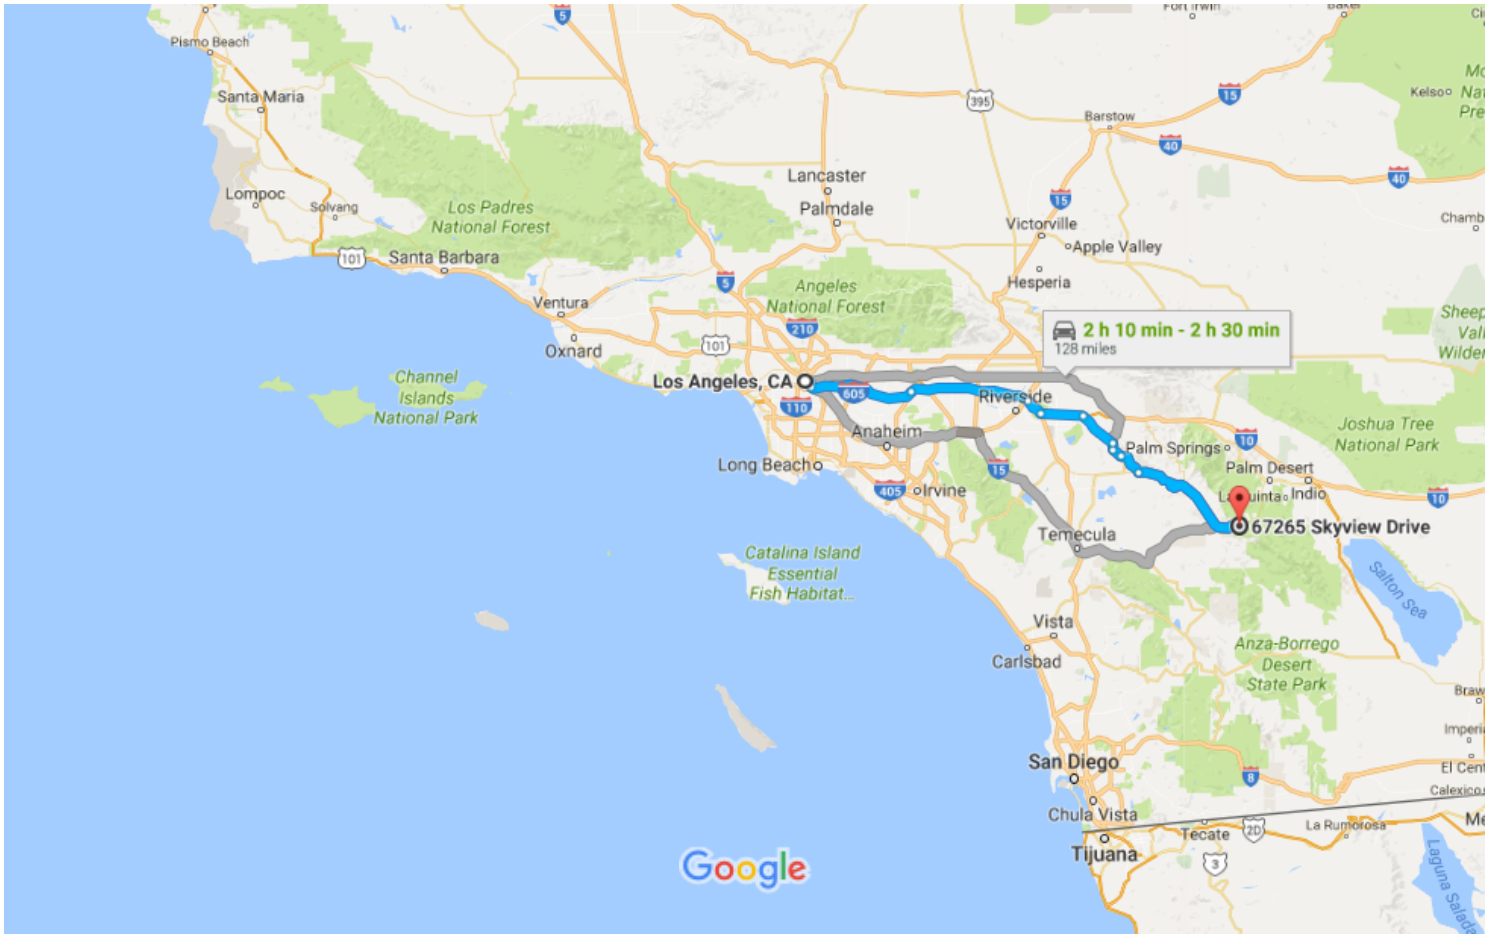 Fort Irwin
Baker
5
Pismo Beach
15
Kelso
Santa Maria
395
Barstow
40
40
Lancaster
Lompoc
Solvang
Los Padres
National Forest
Palmdale
15
Victorville
Apple Valley
101
Santa Barbara
5
Hesperia
Angeles
National Forest
Ventura
210
2 h 10 min - 2 h 30 min
128 miles
Oxnard
101
Channel
Islands
National Park
Los Angeles, CA
605
110
Riverside
Anaheim
10
Joshua Tree
National Park
Palm Springs
Long Beach
15
Palm Desert
405
Irvine
Indio
10
67265 Skyview Drive
Temecula
Catalina Island
Essential
Fish Habitat...
Salton Sea
Vista
Carlsbad
Anza-Borrego
Desert
State Park
San Diego
8
Chula Vista
Calexico
Tecate
2D
La Rumorosa
Tijuana
3
Google
Laguna Salada